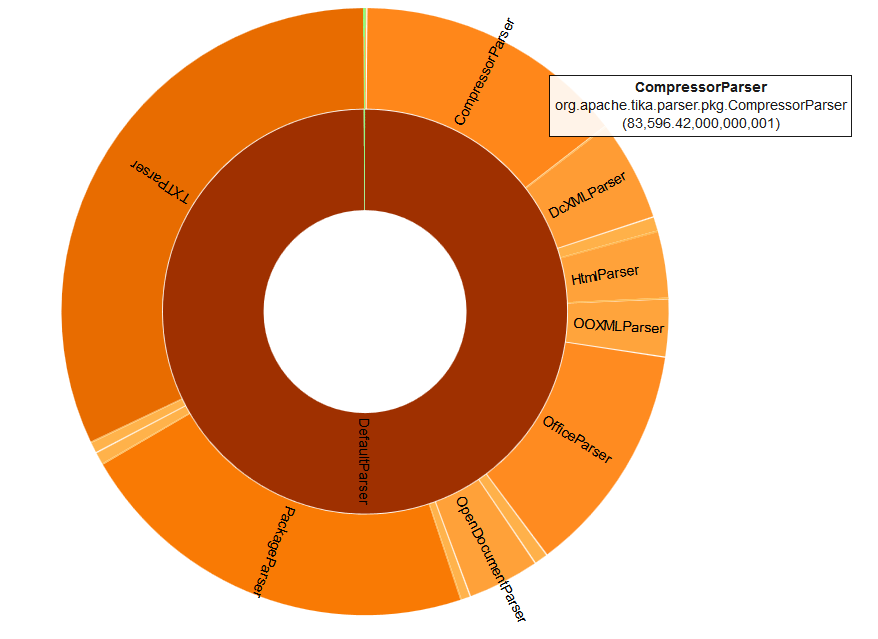 CompressorParser
CompressorParser
org.apache.tika.parser.pkg.CompressorParser
(83,596.42,000,000,001)
TXTParser
DcXMLParser
HtmlParser
OOXMLParser
OfficeParser
DefaultParser
OpenDocumentParser
PackageParser